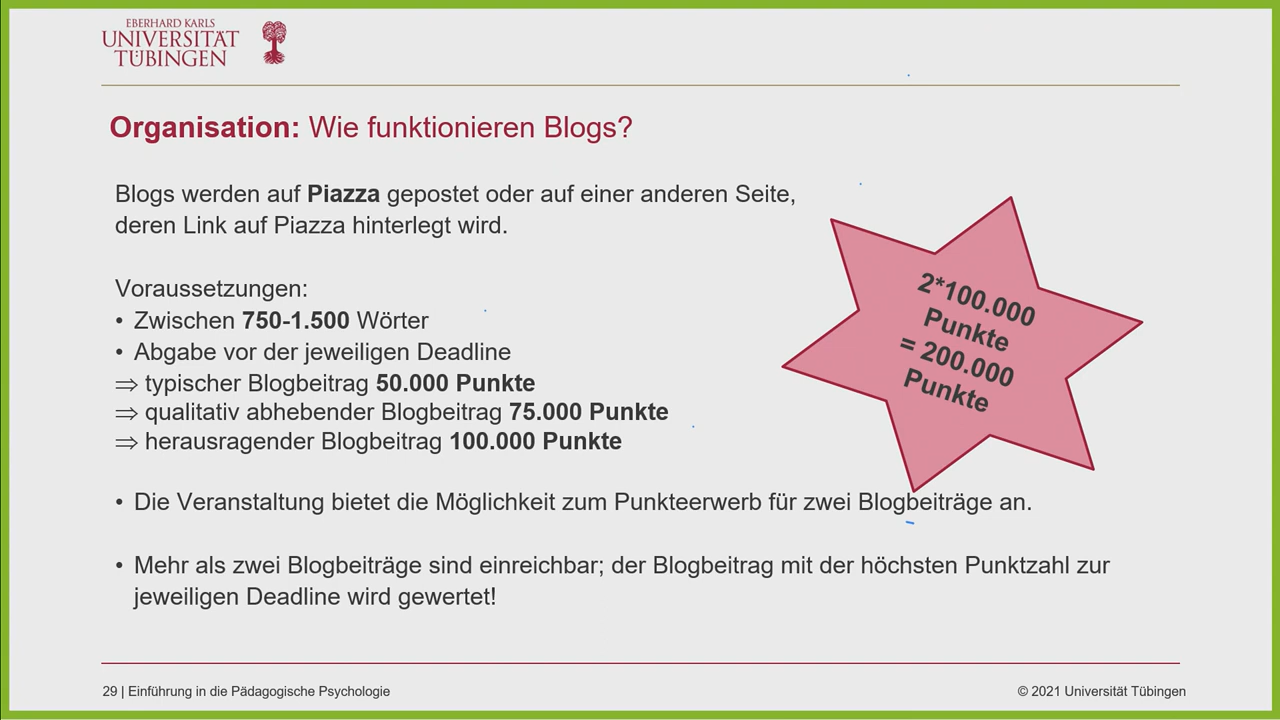 EBERHARD KARLS
UNIVERSITÄT
TÜBINGEN
Organisation: Wie funktionieren Blogs?
Blogs werden auf Piazza gepostet oder auf einer anderen Seite,
deren Link auf Piazza hinterlegt wird.
Voraussetzungen:
• Zwischen 750-1.500 Wörter
• Abgabe vor der jeweiligen Deadline
⇒ typischer Blogbeitrag 50.000 Punkte
⇒ qualitativ abhebender Blogbeitrag 75.000 Punkte
⇒ herausragender Blogbeitrag 100.000 Punkte
2*100.000
Punkte
= 200.000
Punkte
• Die Veranstaltung bietet die Möglichkeit zum Punkteerwerb für zwei Blogbeiträge an.
• Mehr als zwei Blogbeiträge sind einreichbar; der Blogbeitrag mit der höchsten Punktzahl zur
jeweiligen Deadline wird gewertet!
29 | Einführung in die Pädagogische Psychologie
© 2021 Universität Tübingen